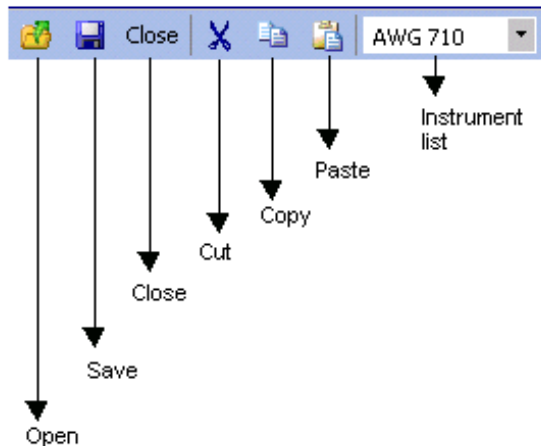 Close
AWG 710
Instrument
list
Paste
Copy
Cut
Close
Save
Open